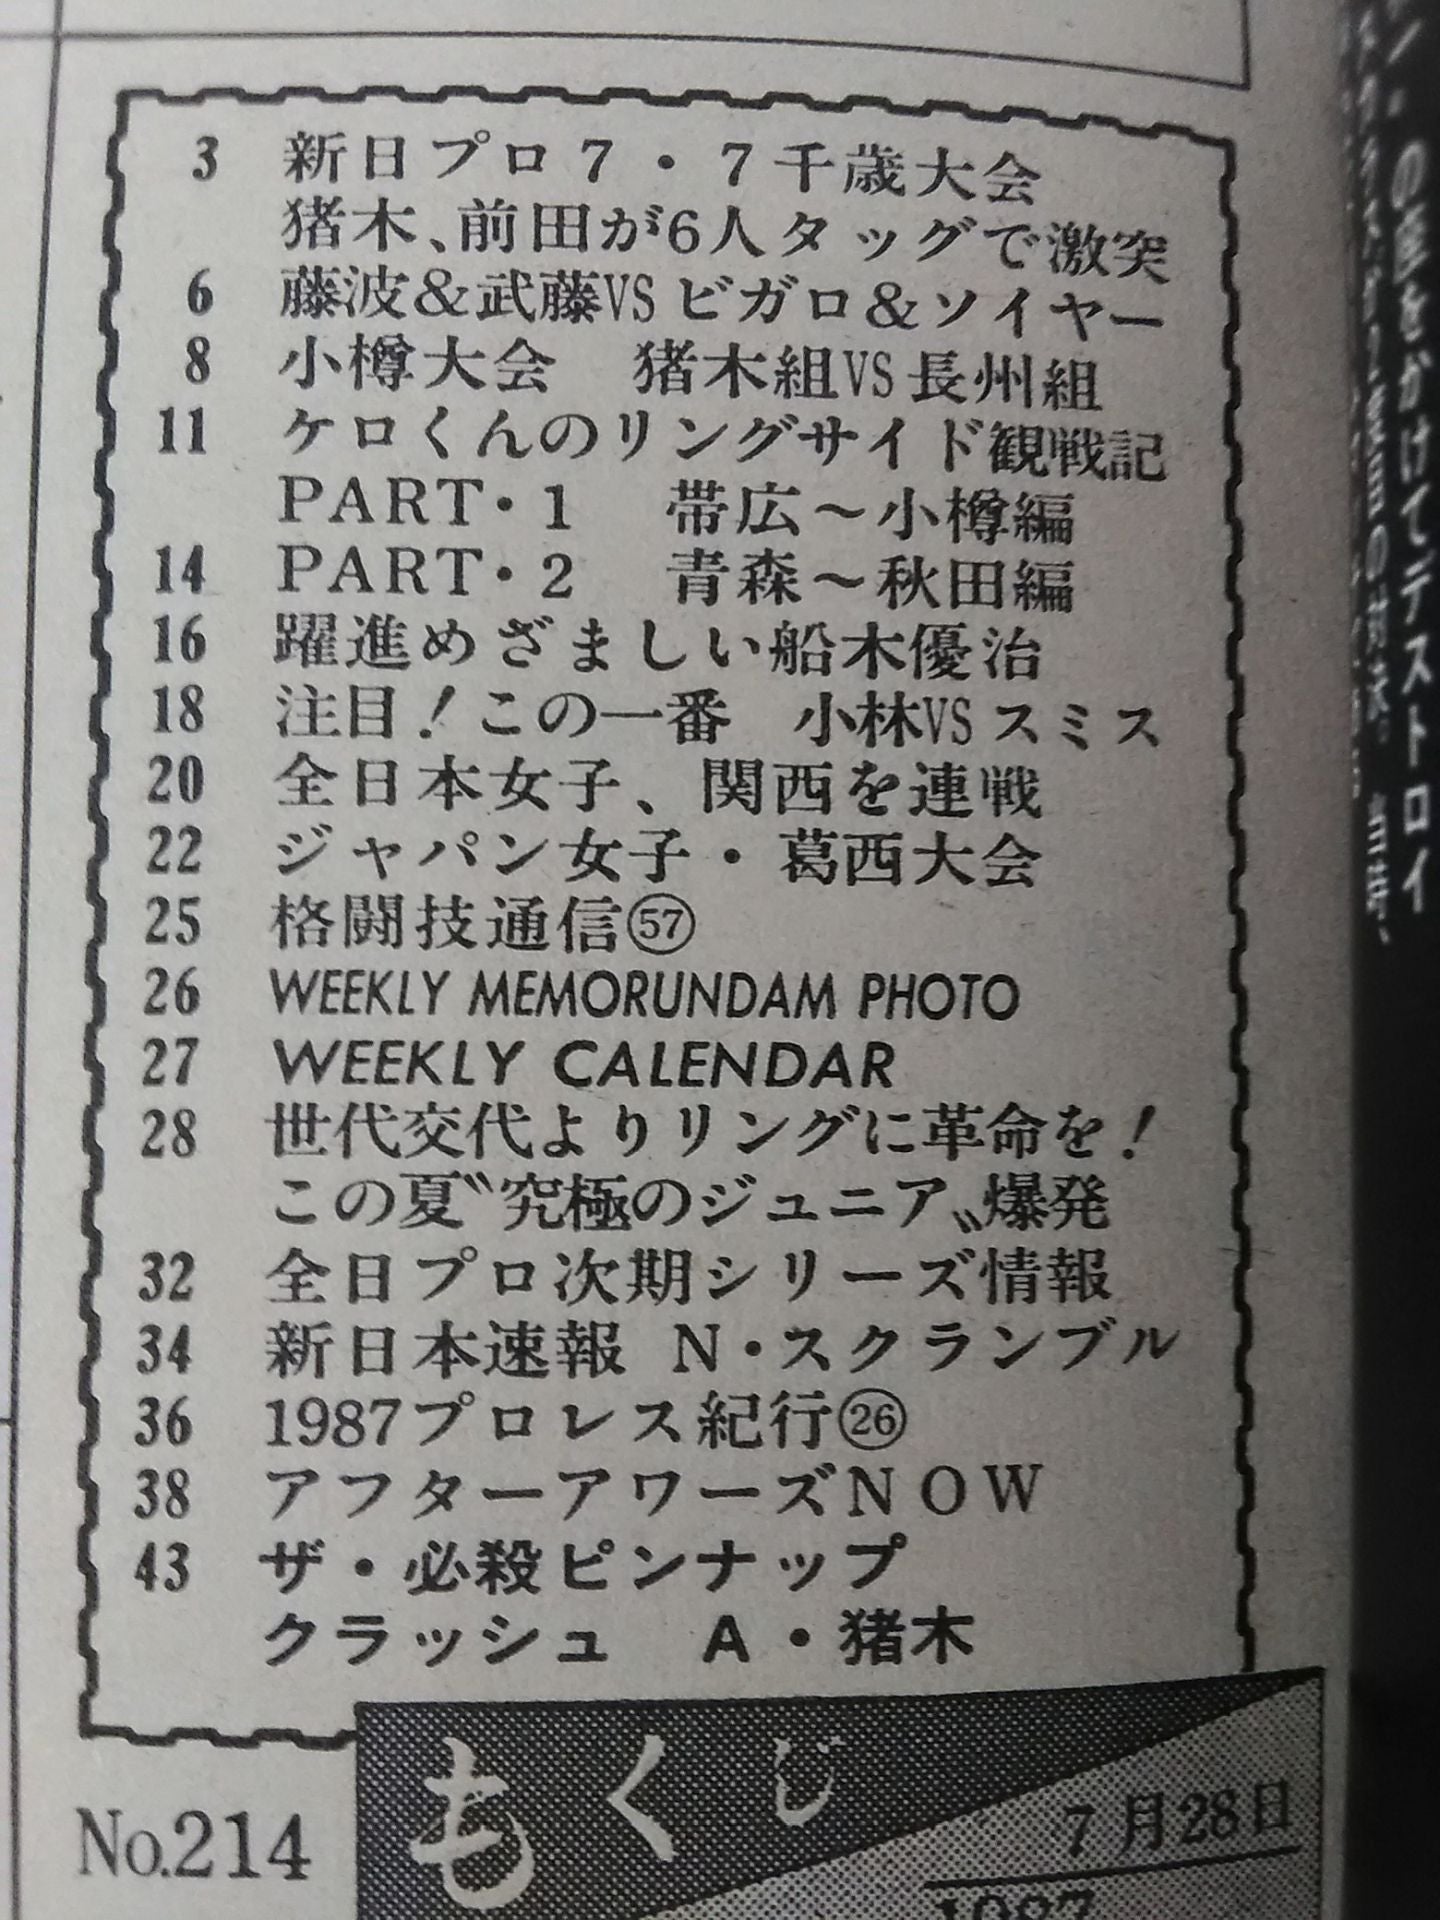 3 新日プロ7・7千歳大会
猪木、前田が6人タッグで激突
6 藤波&武藤VSビガロ&ソイヤー
8 小樽大会 猪木組VS長州組
11 ケロくんのリングサイド観戦記
PART・1 帯広～小樽編
14 PART・2 青森～秋田編
16 躍進めざましい船木優治
18 注目!この一番 小林VSスミス
20 全日本女子、関西を連戦
22 ジャパン女子・葛西大会
25 格闘技通信㊼
26 WEEKLY MEMORUNDAM PHOTO
27 WEEKLY CALENDAR
28 世代交代よりリングに革命を!
この夏〝究極のジュニア〟爆発
32 全日プロ次期シリーズ情報
34 新日本速報 N・スクランブル
36 1987プロレス紀行㉖
38 アフターアワーズNOW
43 ザ・必殺ピンナップ
クラッシュ A・猪木
もくじ
No.214
7月28日
1987
の座をかけてデストロイ